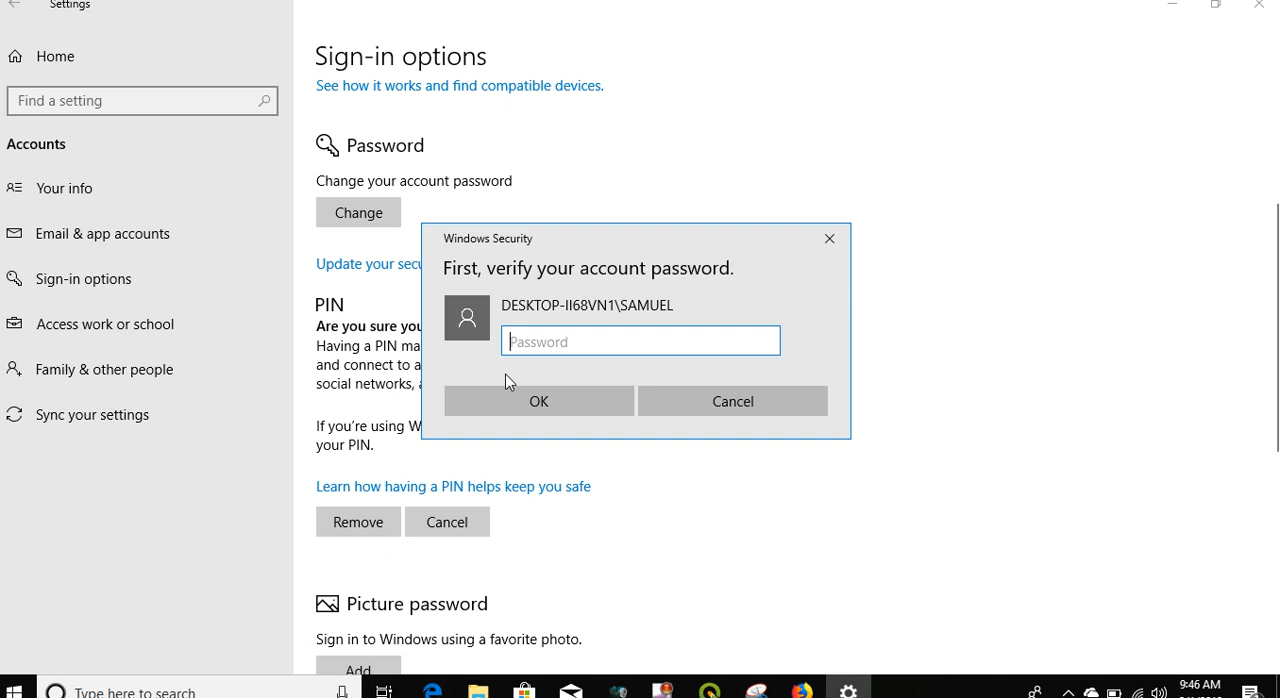 Settings
Home
Find a setting
Accounts
Your info
Email & app accounts
Sign-in options
Access work or school
Family & other people
Sync your settings
Sign-in options
See how it works and find compatible devices.
Password
Change your account password
Change
Update your secu
PIN
Are you sure you
Having a PIN ma
and connect to a
social networks, a
If you're using W
your PIN.
Learn how having a PIN helps keep you safe
Remove Cancel
Picture password
Sign in to Windows using a favorite photo.
Add
Windows Security
First, verify your account password.
DESKTOP-II68VN1\SAMUEL
Password
OK Cancel
Type here to search
9:46 AM